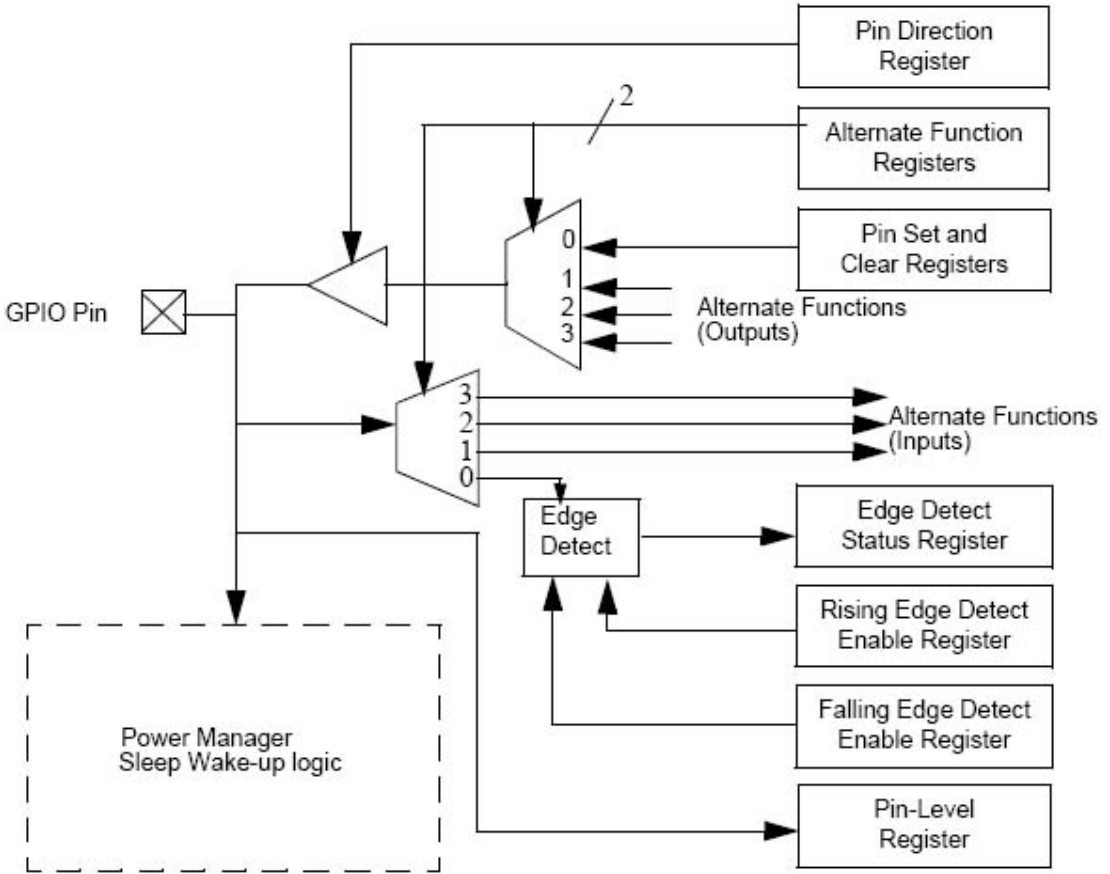 Pin Direction
Register
2
Alternate Function
Registers
Pin Set and
Clear Registers
0
1
2
3
Alternate Functions
(Outputs)
GPIO Pin
3
2
1
0
Alternate Functions
(Inputs)
Edge
Detect
Edge Detect
Status Register
Rising Edge Detect
Enable Register
Falling Edge Detect
Enable Register
Power Manager
Sleep Wake-up logic
Pin-Level
Register